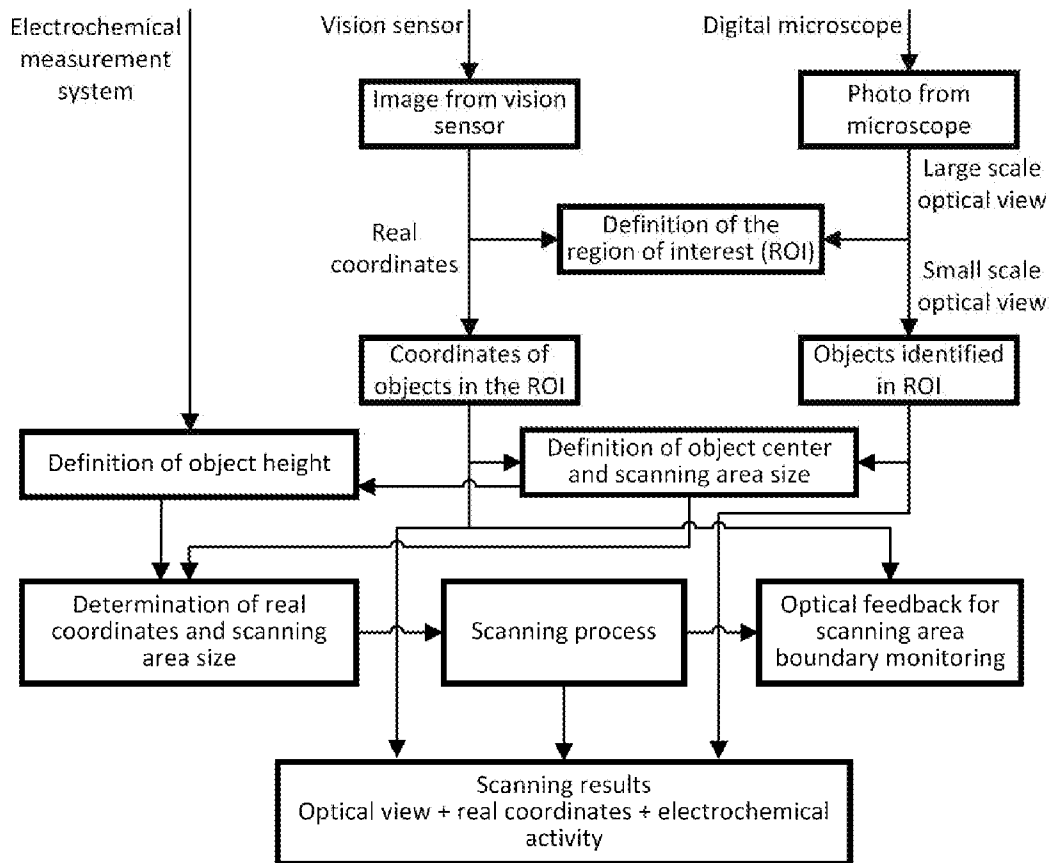 Electrochemical
measurement
system
Vision sensor
Digital microscope
Image from vision
sensor
Photo from
microscope
Large scale
optical view
Real
coordinates
Definition of the
region of interest (ROI)
Small scale
optical view
Coordinates of
objects in the ROI
Objects identified
in ROI
Definition of object height
Definition of object center
and scanning area size
Determination of real
coordinates and scanning
area size
Scanning process
Optical feedback for
scanning area
boundary monitoring
Scanning results
Optical view + real coordinates + electrochemical
activity